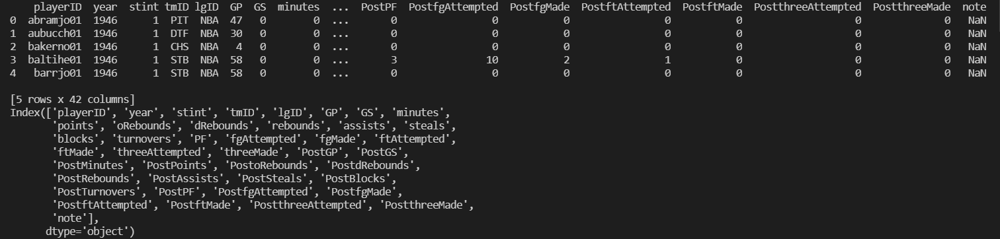 playerID  year  stint tmID lgID  GP  GS  minutes  ...  PostPF  PostfgAttempted  PostfgMade  PostftAttempted  PostftMade  PostthreeAttempted  PostthreeMade  note
0  abramjo01  1946      1  PIT  NBA  47   0        0  ...       0                0           0                0           0                   0              0   NaN
1  aubucch01  1946      1  DTF  NBA  30   0        0  ...       0                0           0                0           0                   0              0   NaN
2  bakerno01  1946      1  CHS  NBA   4   0        0  ...       0                0           0                0           0                   0              0   NaN
3  baltihe01  1946      1  STB  NBA  58   0        0  ...       3               10           2                1           0                   0              0   NaN
4   barrjo01  1946      1  STB  NBA  58   0        0  ...       0                0           0                0           0                   0              0   NaN
[5 rows x 42 columns]
Index(['playerID', 'year', 'stint', 'tmID', 'lgID', 'GP', 'GS', 'minutes',
       'points', 'oRebounds', 'dRebounds', 'rebounds', 'assists', 'steals',
       'blocks', 'turnovers', 'PF', 'fgAttempted', 'fgMade', 'ftAttempted',
       'ftMade', 'threeAttempted', 'threeMade', 'PostGP', 'PostGS',
       'PostMinutes', 'PostPoints', 'PostoRebounds', 'PostdRebounds',
       'PostRebounds', 'PostAssists', 'PostSteals', 'PostBlocks',
       'PostTurnovers', 'PostPF', 'PostfgAttempted', 'PostfgMade',
       'PostftAttempted', 'PostftMade', 'PostthreeAttempted', 'PostthreeMade',
       'note'],
      dtype='object')